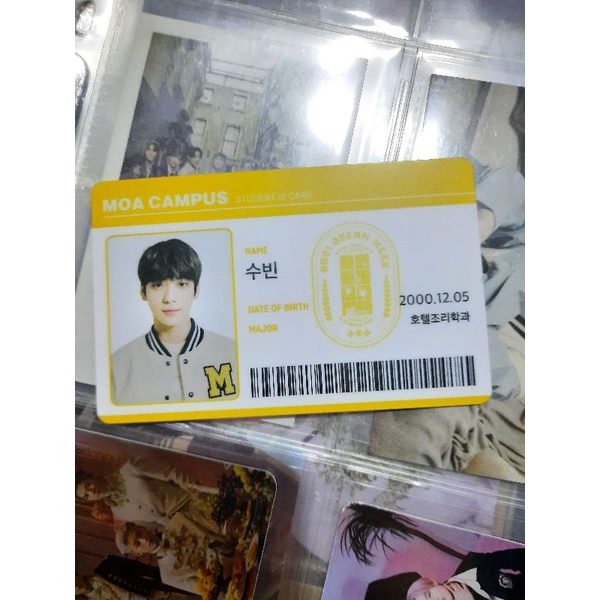 MOA CAMPUS STUDENT ID CARD
NAME
수빈
2021 DREAM WEEK
DATE OF BIRTH 2000.12.05
MAJOR 호텔조리학과
M